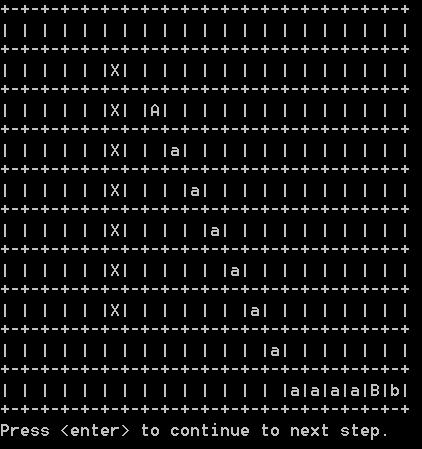 +-+-+-+-+-+-+-+-+-+-+-+-+-+-+-+-+-+-+-+-+
| | | | | | | | | | | | | | | | | | | | |
+-+-+-+-+-+-+-+-+-+-+-+-+-+-+-+-+-+-+-+-+
| | | | | |X| | | | | | | | | | | | | | |
+-+-+-+-+-+-+-+-+-+-+-+-+-+-+-+-+-+-+-+-+
| | | | | |X| |A| | | | | | | | | | | | |
+-+-+-+-+-+-+-+-+-+-+-+-+-+-+-+-+-+-+-+-+
| | | | | |X| | |a| | | | | | | | | | | |
+-+-+-+-+-+-+-+-+-+-+-+-+-+-+-+-+-+-+-+-+
| | | | | |X| | | |a| | | | | | | | | | |
+-+-+-+-+-+-+-+-+-+-+-+-+-+-+-+-+-+-+-+-+
| | | | | |X| | | | |a| | | | | | | | | |
+-+-+-+-+-+-+-+-+-+-+-+-+-+-+-+-+-+-+-+-+
| | | | | |X| | | | | |a| | | | | | | | |
+-+-+-+-+-+-+-+-+-+-+-+-+-+-+-+-+-+-+-+-+
| | | | | |X| | | | | | |a| | | | | | | |
+-+-+-+-+-+-+-+-+-+-+-+-+-+-+-+-+-+-+-+-+
| | | | | | | | | | | | | |a| | | | | | |
+-+-+-+-+-+-+-+-+-+-+-+-+-+-+-+-+-+-+-+-+
| | | | | | | | | | | | | | |a|a|a|a|B|b|
+-+-+-+-+-+-+-+-+-+-+-+-+-+-+-+-+-+-+-+-+
Press <enter> to continue to next step.